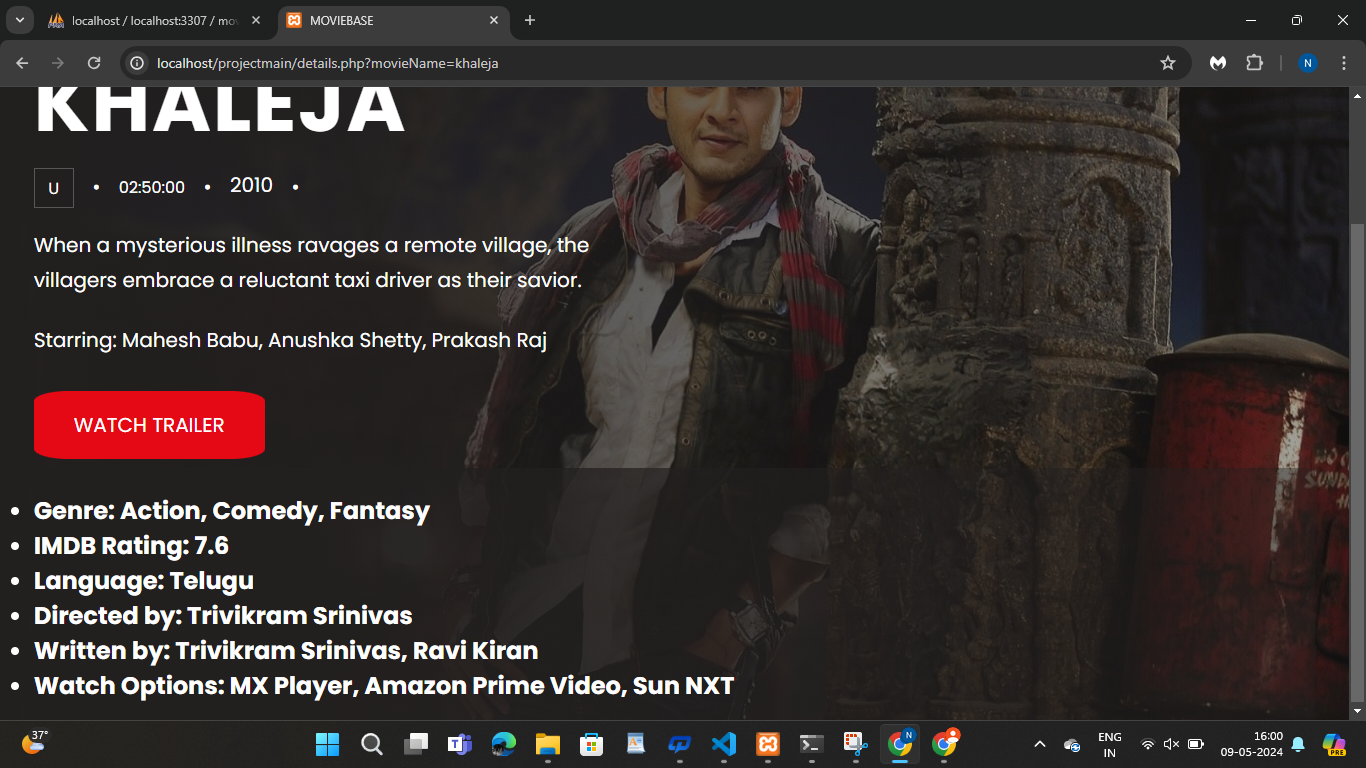 localhost / localhost:3307 / mov
MOVIEBASE
localhost/projectmain/details.php?movieName=khaleja
N
KHALEJA
U • 02:50:00 • 2010 •
When a mysterious illness ravages a remote village, the
villagers embrace a reluctant taxi driver as their savior.
Starring: Mahesh Babu, Anushka Shetty, Prakash Raj
WATCH TRAILER
• Genre: Action, Comedy, Fantasy
• IMDB Rating: 7.6
• Language: Telugu
• Directed by: Trivikram Srinivas
• Written by: Trivikram Srinivas, Ravi Kiran
• Watch Options: MX Player, Amazon Prime Video, Sun NXT
37°
N
ENG
IN
16:00
09-05-2024
PRE